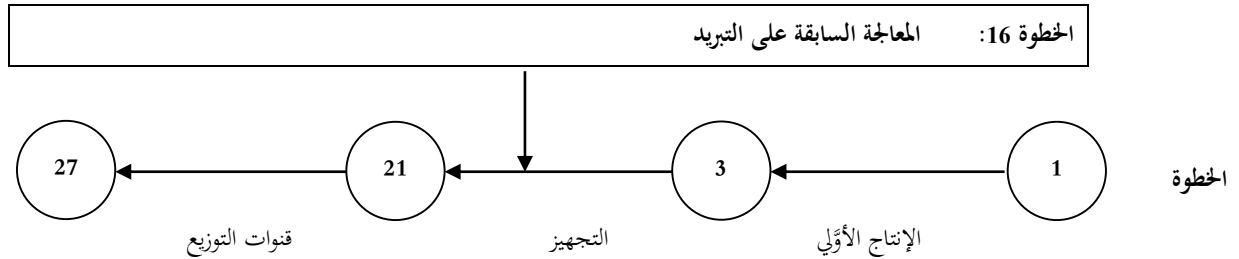 الخطوة 16: المعالجة السابقة على التبريد
الخطوة 1 3 21 27
الإنتاج الأوَّلي التجهيز قنوات التوزيع